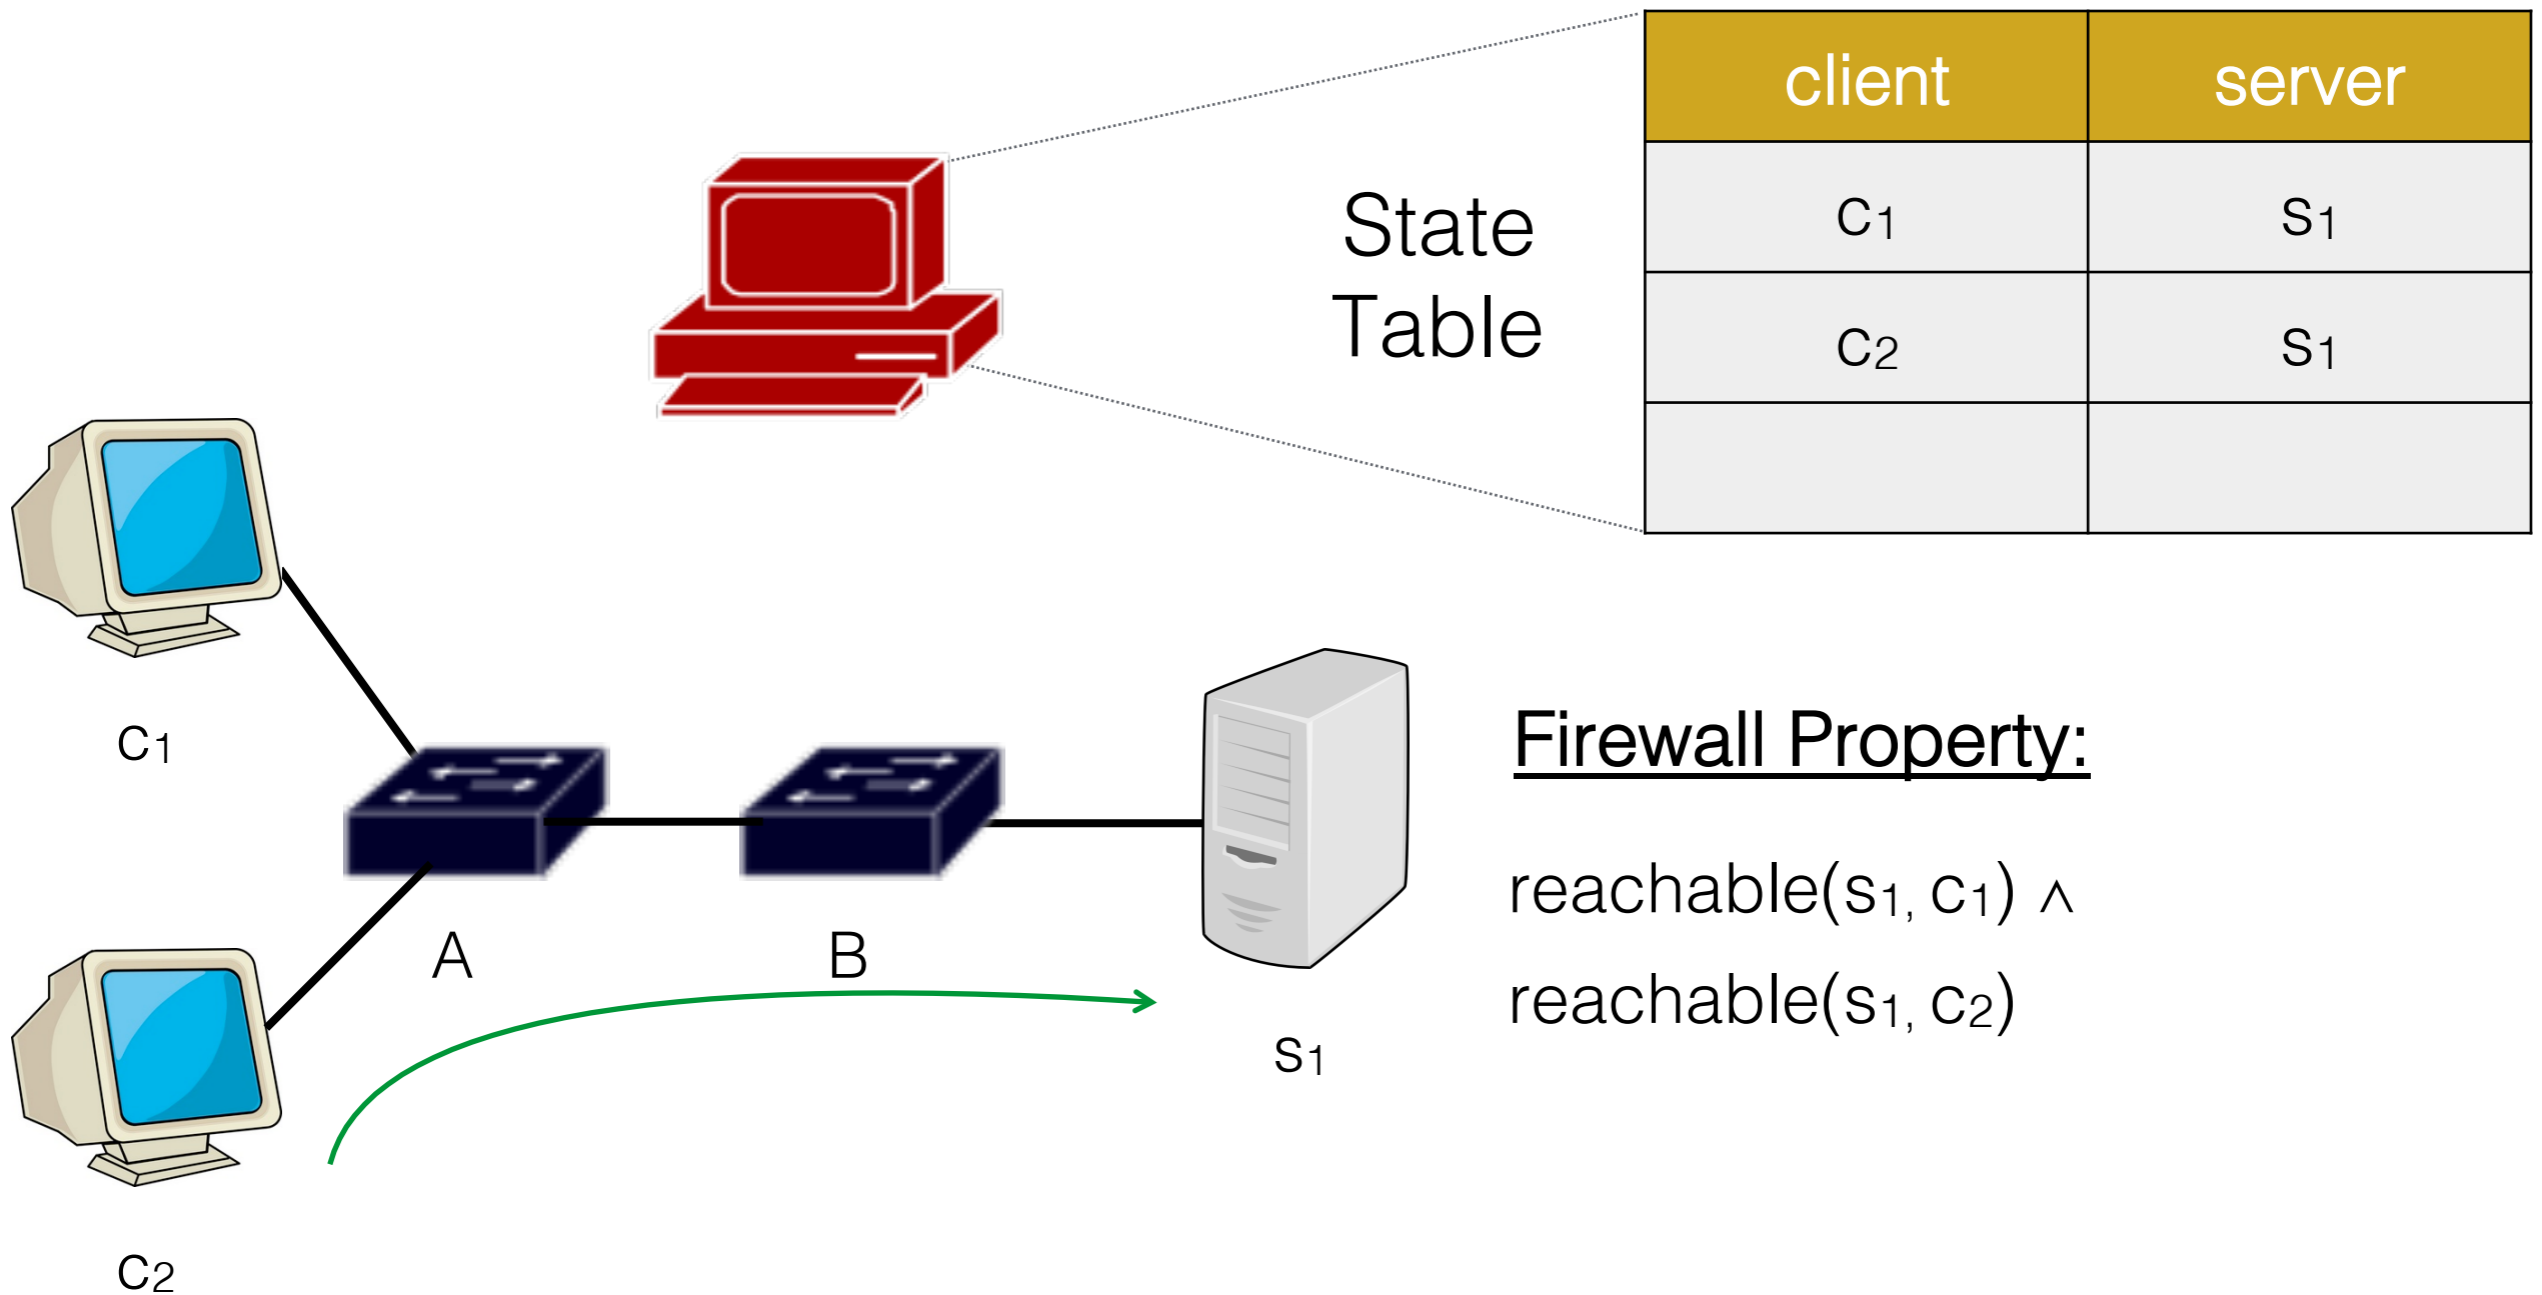 client server
State
Table
c1 s1
c2 s1
c1
Firewall Property:
reachable(s1, c1) ∧
A B
reachable(s1, c2)
s1
c2